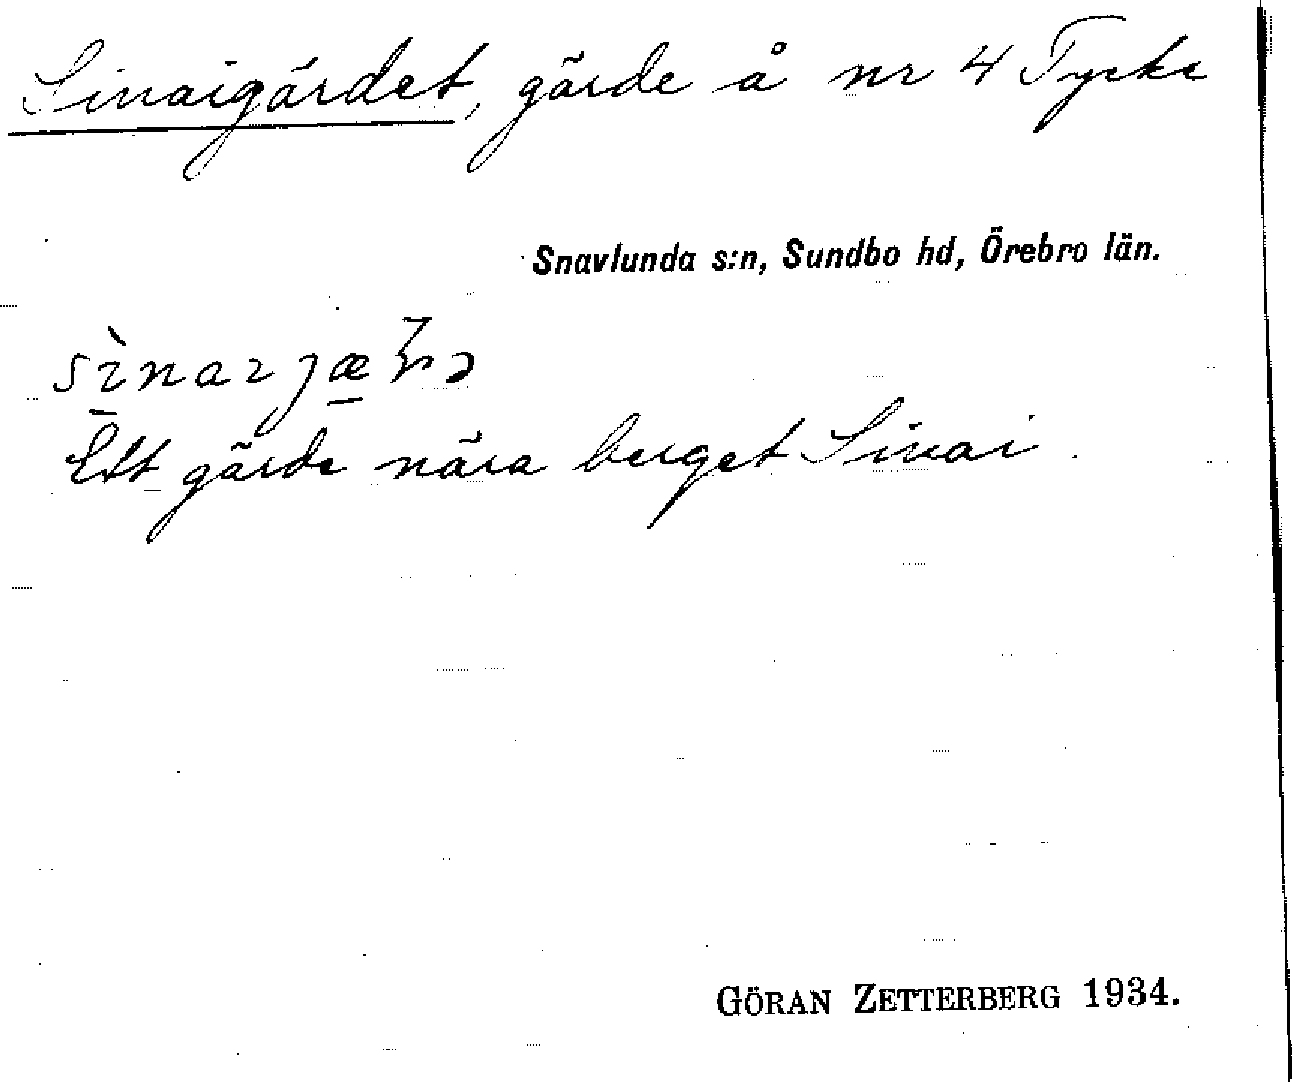 Sinaigärdet, gärde å nr 4 Tycke
Snavlunda s:n, Sundbo hd, Örebro län.
Ett gärde nära berget Sinai.
GÖRAN ZETTERBERG 1934.